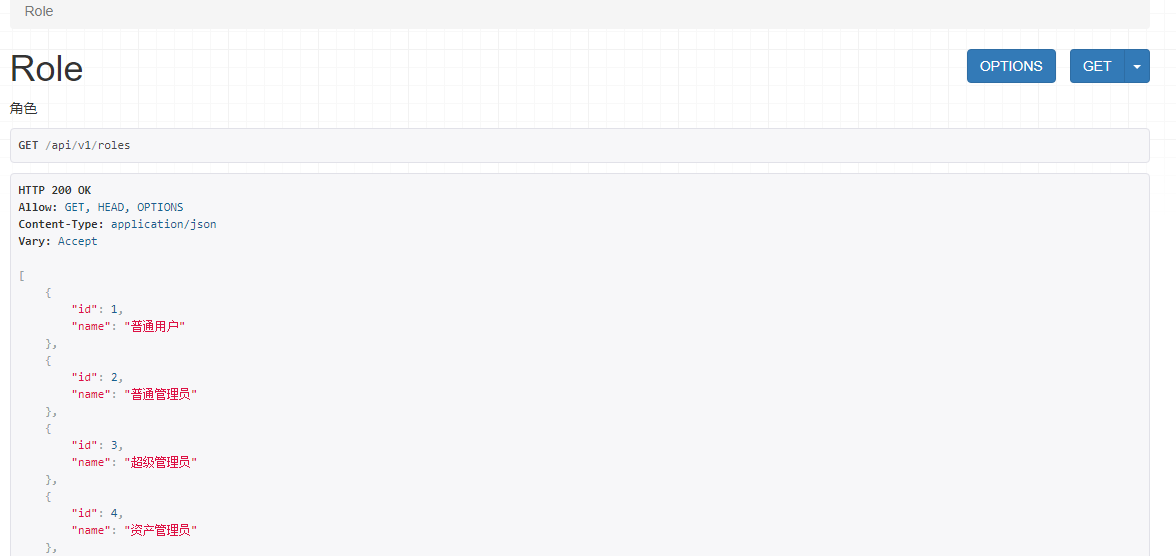 Role
Role
OPTIONS GET
角色
GET /api/v1/roles
HTTP 200 OK
Allow: GET, HEAD, OPTIONS
Content-Type: application/json
Vary: Accept
[
{
"id": 1,
"name": "普通用户"
},
{
"id": 2,
"name": "普通管理员"
},
{
"id": 3,
"name": "超级管理员"
},
{
"id": 4,
"name": "资产管理员"
},